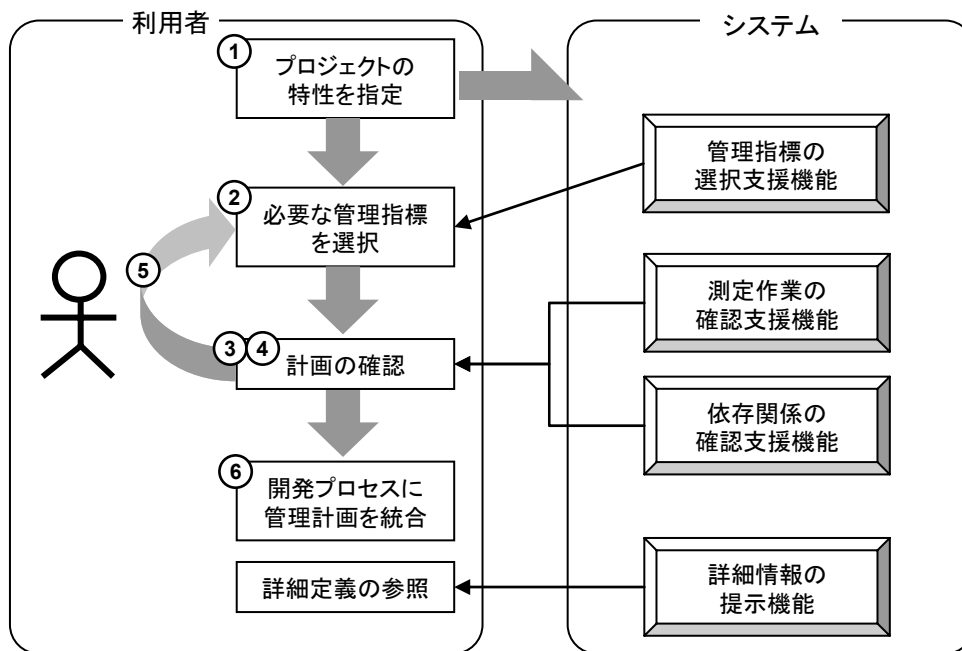 利用者
①
プロジェクトの
特性を指定
②
必要な管理指標
を選択
⑤
③ ④
計画の確認
⑥
開発プロセスに
管理計画を統合
詳細定義の参照
システム
管理指標の
選択支援機能
測定作業の
確認支援機能
依存関係の
確認支援機能
詳細情報の
提示機能